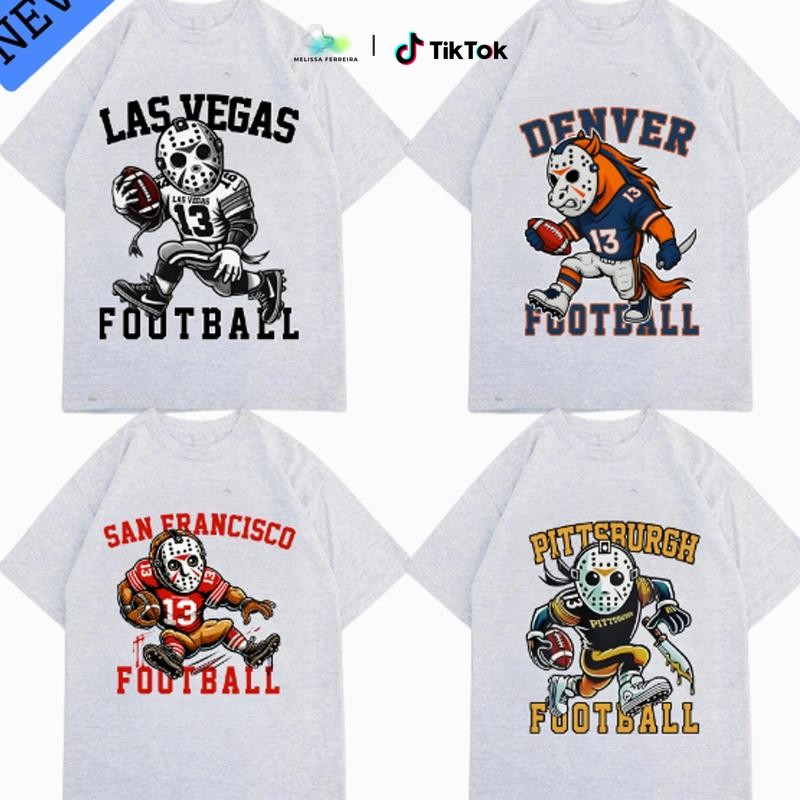 NEW
MELISSA FERREIRA
TikTok
LAS VEGAS
LAS VEGAS
13
FOOTBALL
DENVER
13
13
FOOTBALL
SAN FRANCISCO
13
13
13
FOOTBALL
PITTSBURGH
PITTSBURGH
FOOTBALL